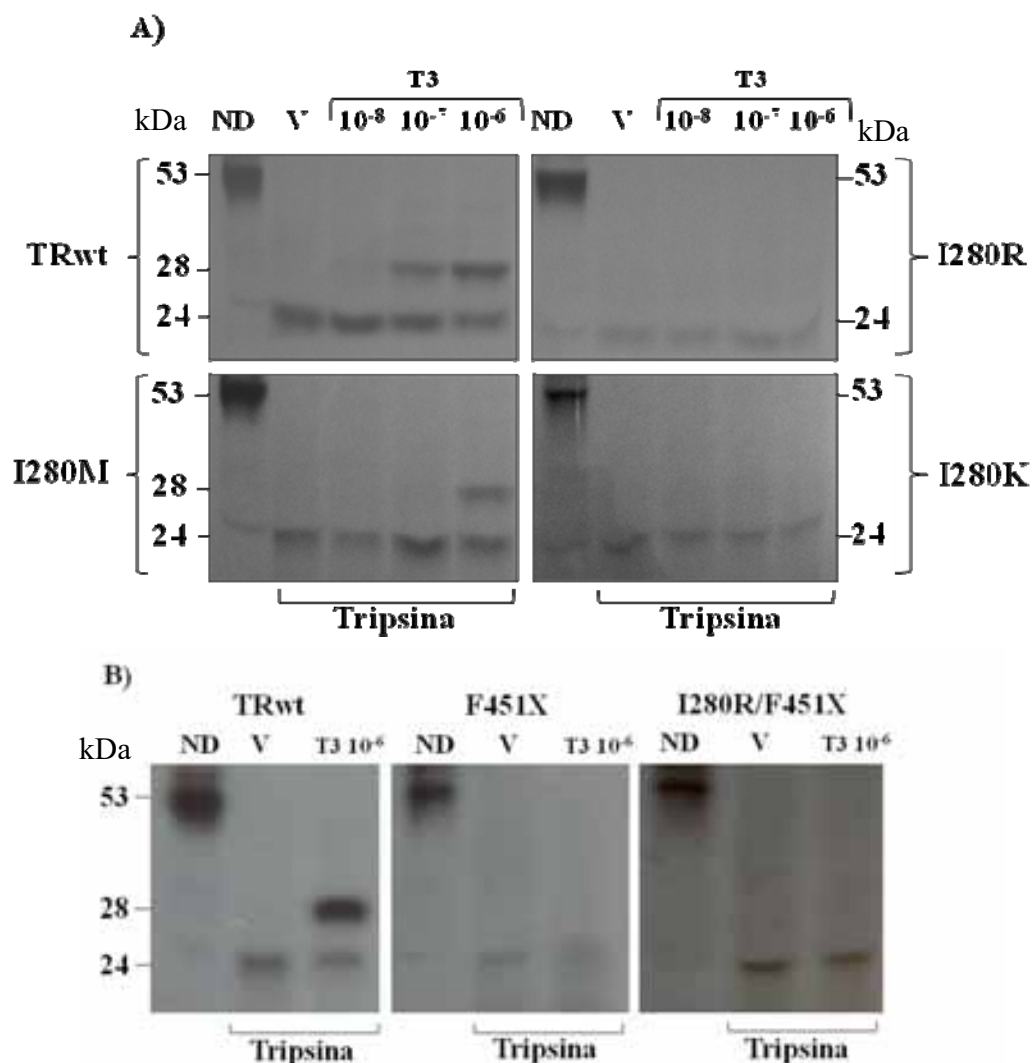 A)
T3 T3
kDa ND V 10-8 10-7 10-6 ND V 10-8 10-7 10-6 kDa
53 53
TRwt 28 I280R
24 24
53 53
I280M 28 I280K
24 24
Tripsina Tripsina
B)
TRwt F451X I280R/F451X
kDa ND V T3 10-6 ND V T3 10-6 ND V T3 10-6
53
28
24
Tripsina Tripsina Tripsina